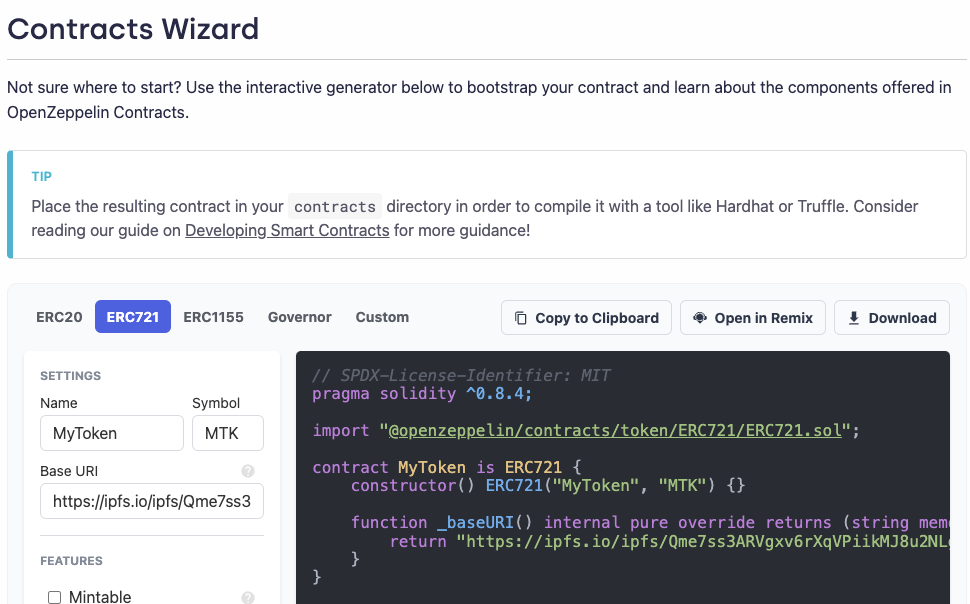 Contracts Wizard
Not sure where to start? Use the interactive generator below to bootstrap your contract and learn about the components offered in
OpenZeppelin Contracts.
TIP
Place the resulting contract in your contracts directory in order to compile it with a tool like Hardhat or Truffle. Consider
reading our guide on Developing Smart Contracts for more guidance!
ERC20 ERC721 ERC1155 Governor Custom Copy to Clipboard Open in Remix Download
SETTINGS
Name Symbol
MyToken MTK
Base URI ?
https://ipfs.io/ipfs/Qme7ss3
FEATURES
Mintable ?
// SPDX-License-Identifier: MIT
pragma solidity ^0.8.4;
import "@openzeppelin/contracts/token/ERC721/ERC721.sol";
contract MyToken is ERC721 {
constructor() ERC721("MyToken", "MTK") {}
function _baseURI() internal pure override returns (string mem
return "https://ipfs.io/ipfs/Qme7ss3ARVgxv6rXqVPiikMJ8u2NL
}
}